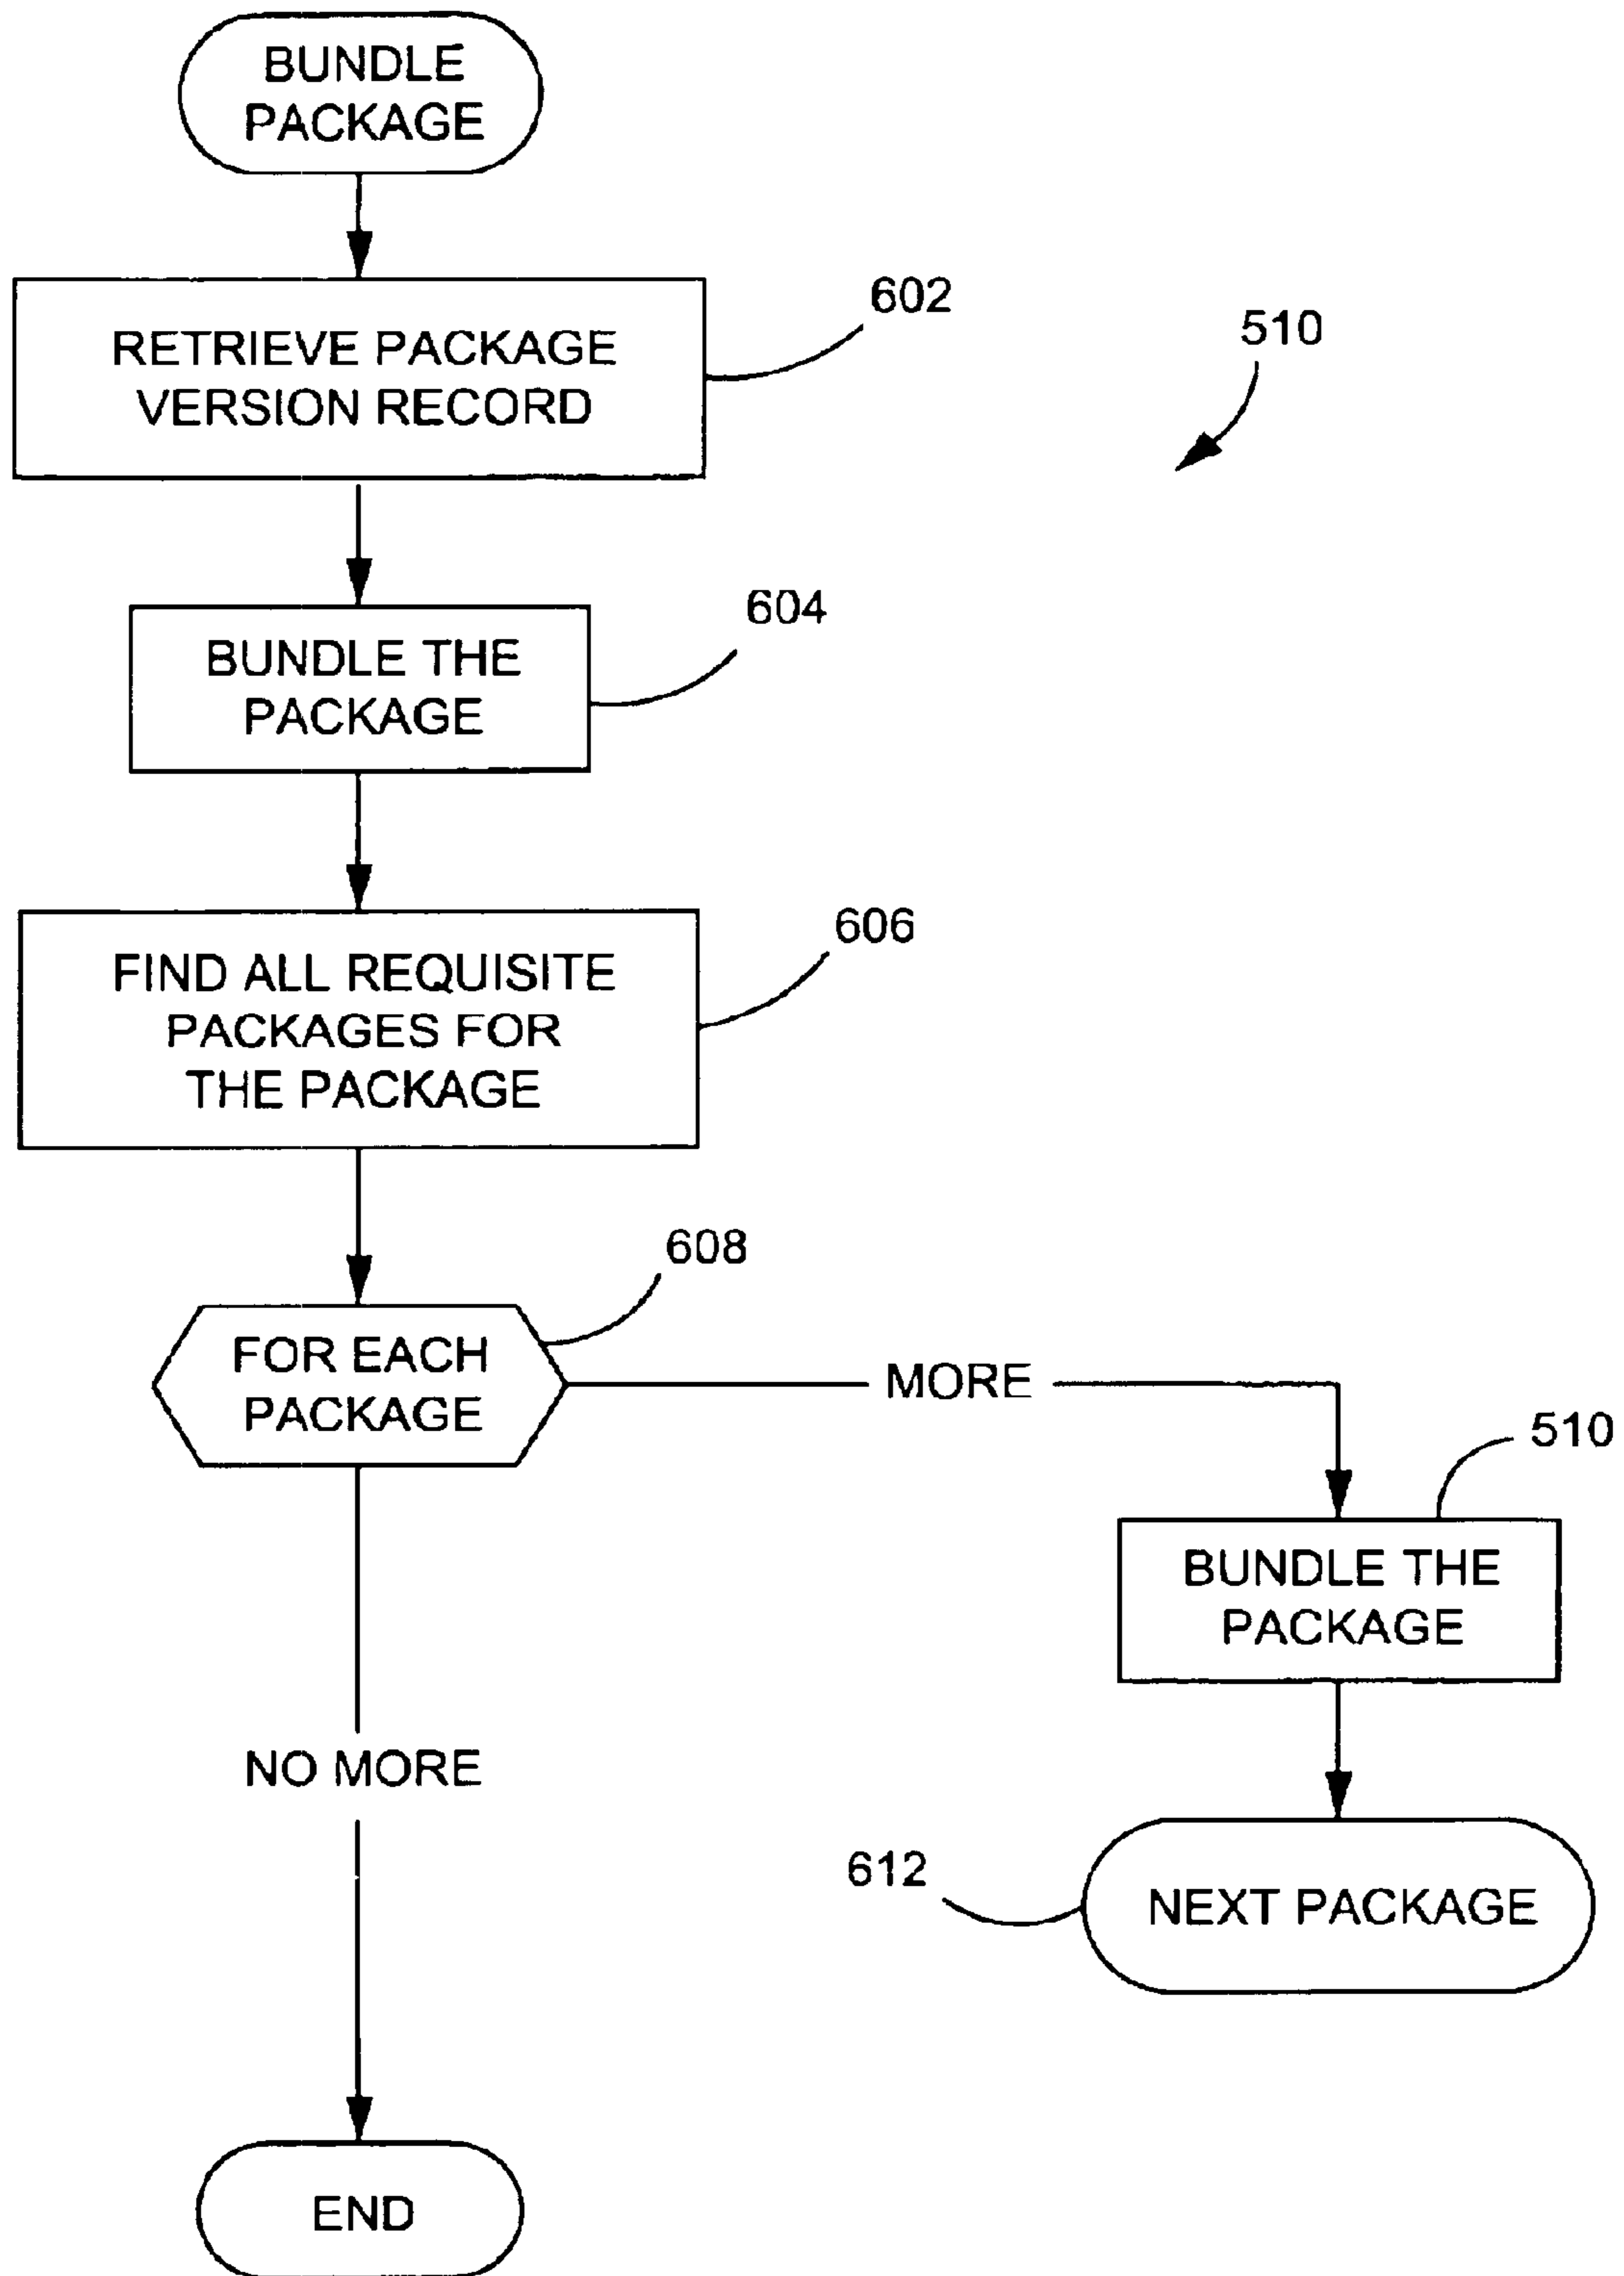 BUNDLE
PACKAGE
602
RETRIEVE PACKAGE
VERSION RECORD
510
604
BUNDLE THE
PACKAGE
606
FIND ALL REQUISITE
PACKAGES FOR
THE PACKAGE
608
FOR EACH
PACKAGE
MORE
510
BUNDLE THE
PACKAGE
NO MORE
612
NEXT PACKAGE
END